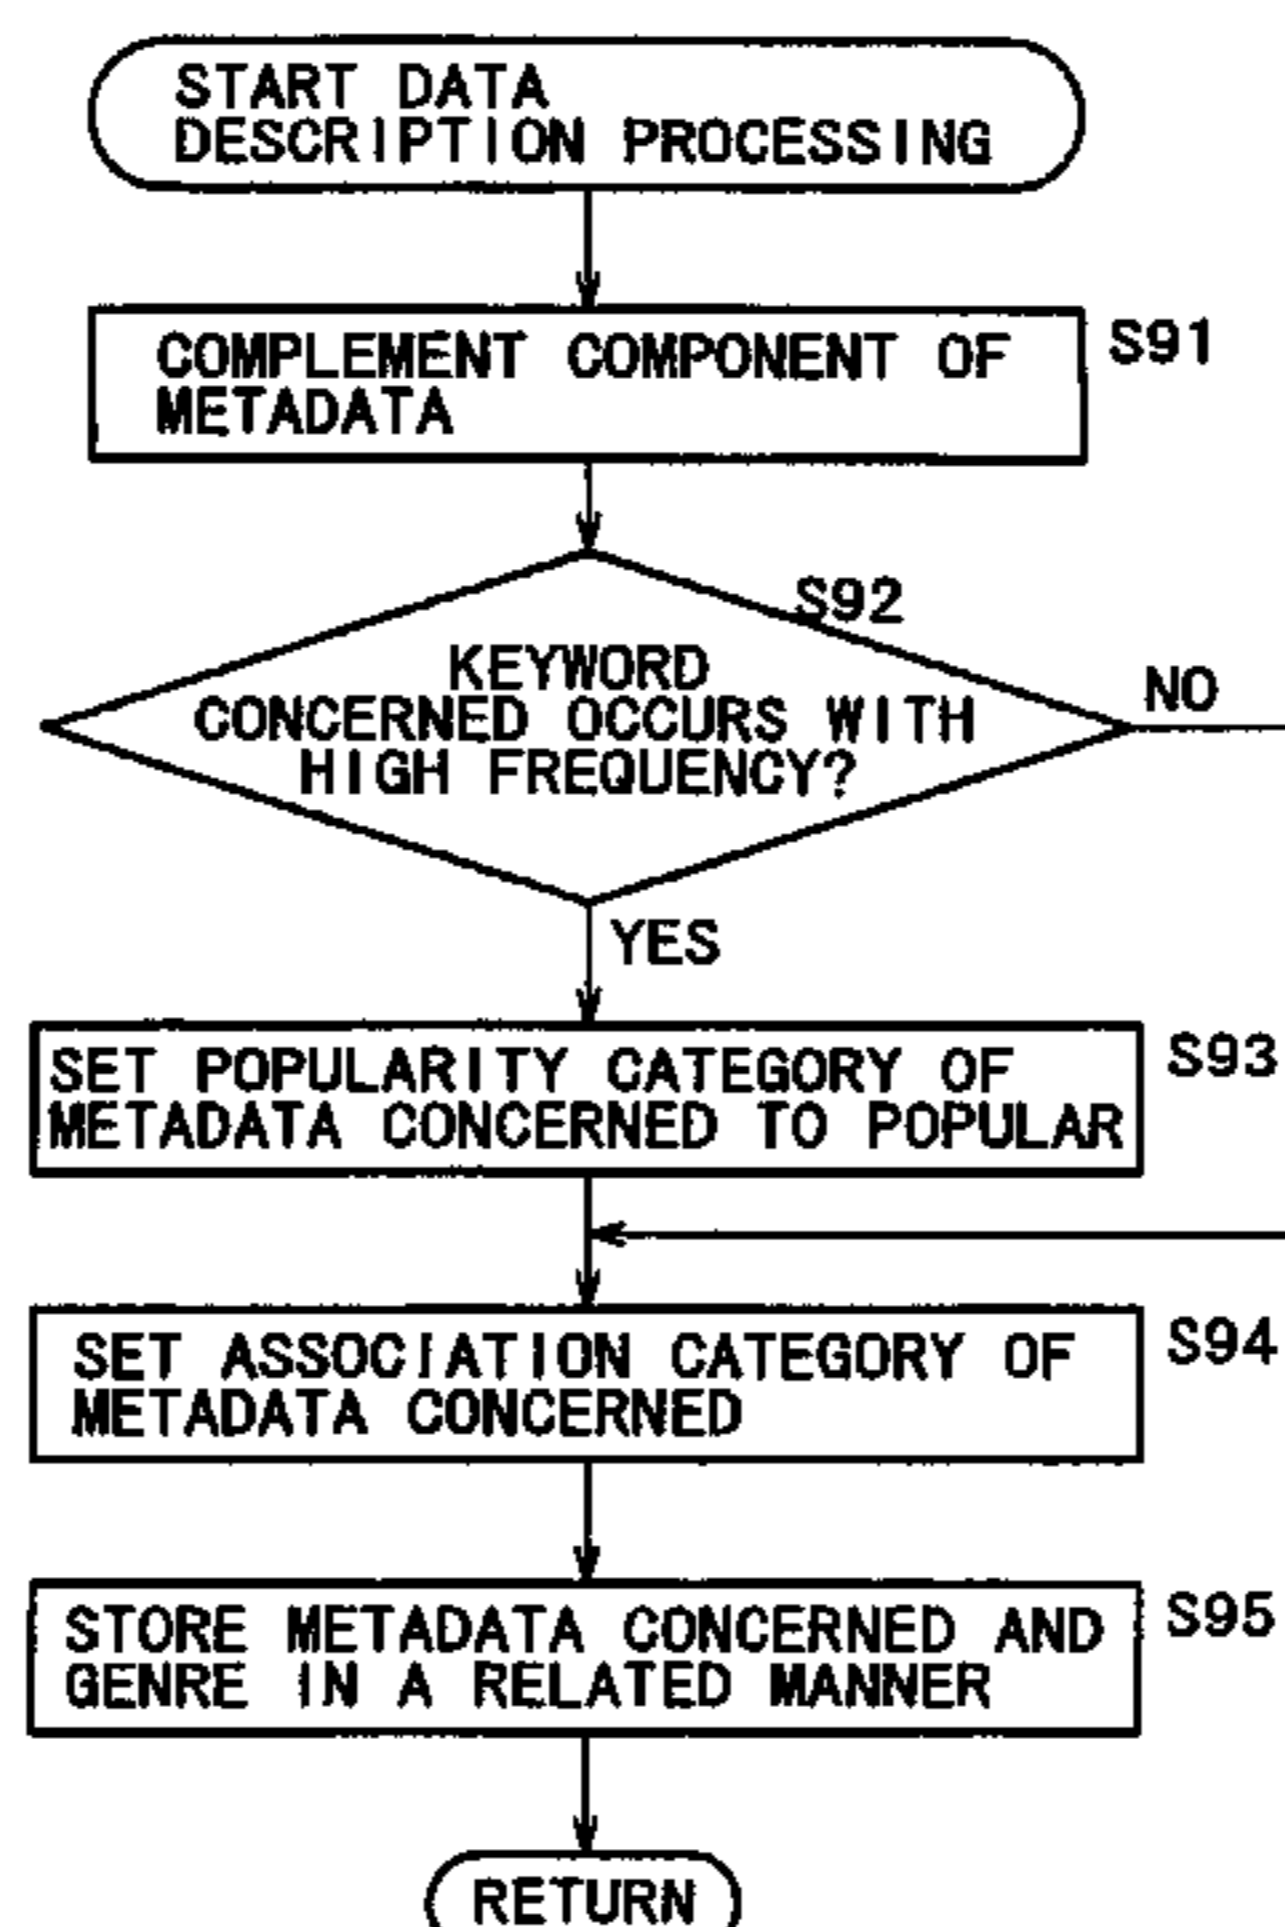 START DATA
DESCRIPTION PROCESSING
COMPLEMENT COMPONENT OF
METADATA
S91
S92
KEYWORD
CONCERNED OCCURS WITH
HIGH FREQUENCY?
NO
YES
SET POPULARITY CATEGORY OF
METADATA CONCERNED TO POPULAR
S93
SET ASSOCIATION CATEGORY OF
METADATA CONCERNED
S94
STORE METADATA CONCERNED AND
GENRE IN A RELATED MANNER
S95
RETURN